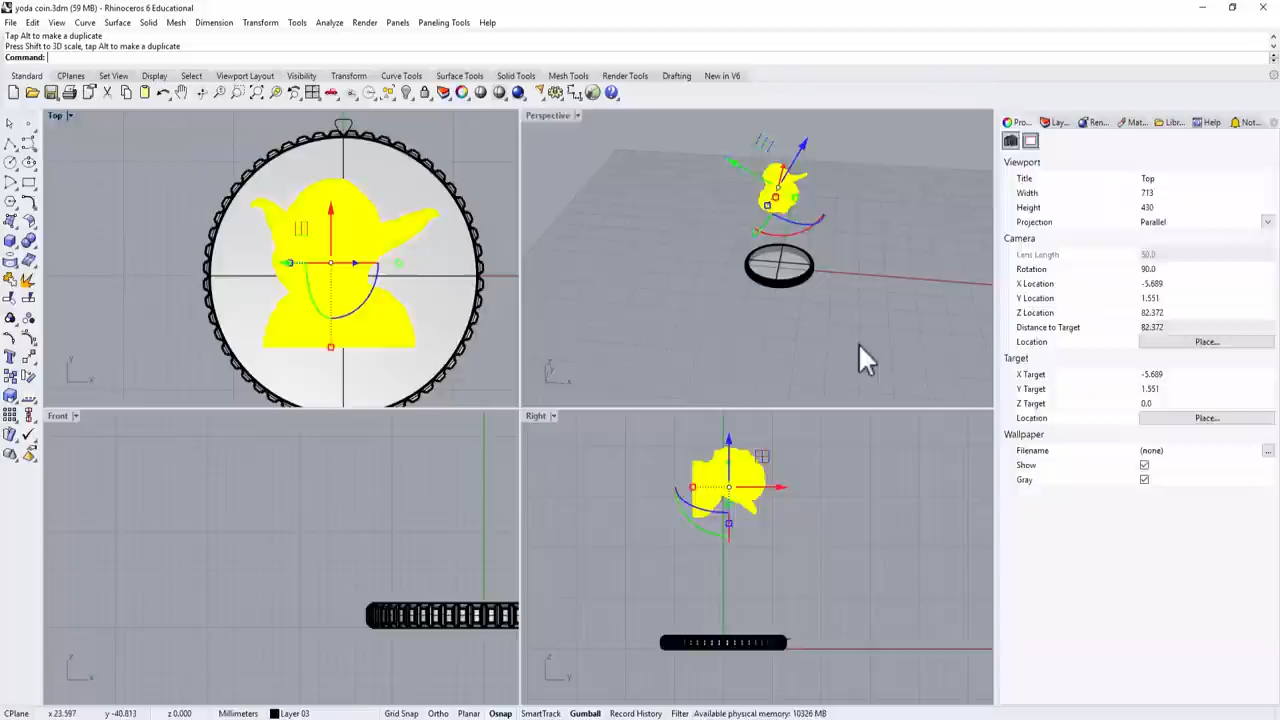 yoda coin.3dm (59 MB) - Rhinoceros 6 Educational
File Edit View Curve Surface Solid Mesh Dimension Transform Tools Analyze Render Panels Paneling Tools Help
Tap Alt to make a duplicate
Press Shift to 3D scale, tap Alt to make a duplicate
Command:
Standard CPlanes Set View Display Select Viewport Layout Visibility Transform Curve Tools Surface Tools Solid Tools Mesh Tools Render Tools Drafting New in V6
Top
Perspective
Front
Right
Pro... Lay... Ren... Mat... Libr... Help Not...
Viewport
Title Top
Width 713
Height 430
Projection Parallel
Camera
Lens Length 50.0
Rotation 90.0
X Location -5.689
Y Location 1.551
Z Location 82.372
Distance to Target 82.372
Location Place...
Target
X Target -5.689
Y Target 1.551
Z Target 0.0
Location Place...
Wallpaper
Filename (none) ...
Show
Gray
y x
z y x
z x
z y
CPlane x 23.597 y -40.813 z 0.000 Millimeters Layer 03 Grid Snap Ortho Planar Osnap SmartTrack Gumball Record History Filter Available physical memory: 10326 MB